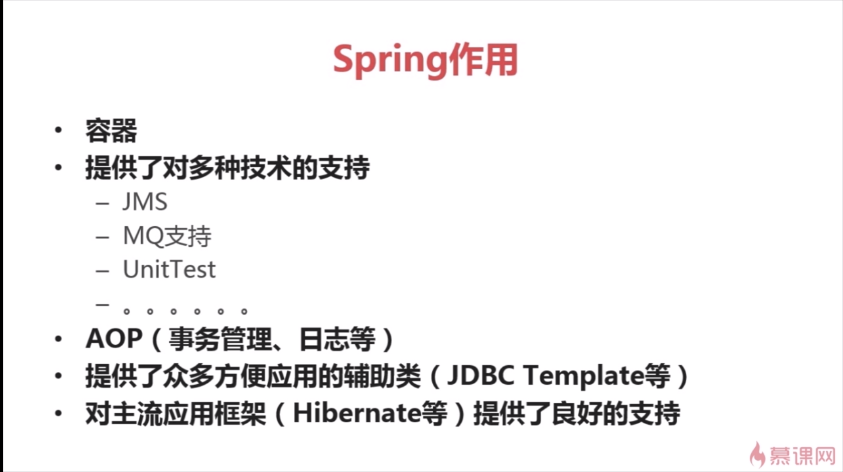 Spring作用
• 容器
• 提供了对多种技术的支持
– JMS
– MQ支持
– UnitTest
– 。。。。。。
• AOP（事务管理、日志等）
• 提供了众多方便应用的辅助类（JDBC Template等）
• 对主流应用框架（Hibernate等）提供了良好的支持
慕课网